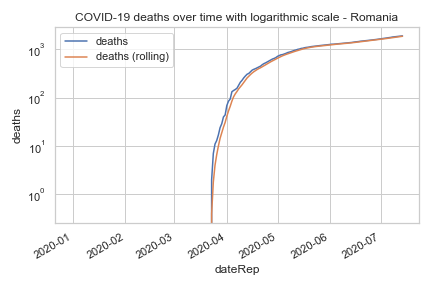 COVID-19 deaths over time with logarithmic scale - Romania
deaths
deaths (rolling)
10³
10²
10¹
10⁰
deaths
2020-01
2020-02
2020-03
2020-04
2020-05
2020-06
2020-07
dateRep